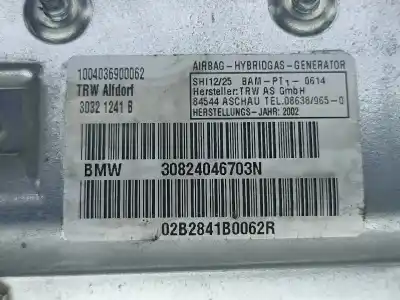 1004036900062
TRW Alfdorf
3032 1241 B
AIRBAG-HYBRIDGAS-GENERATOR
SHI12/25 BAM-PT1-0614
Hersteller:TRW AS GmbH
84544 ASCHAU TEL.08638/965-0
HERSTELLUNGS-JAHR: 2002
BMW 30824046703N
02B2841B0062R